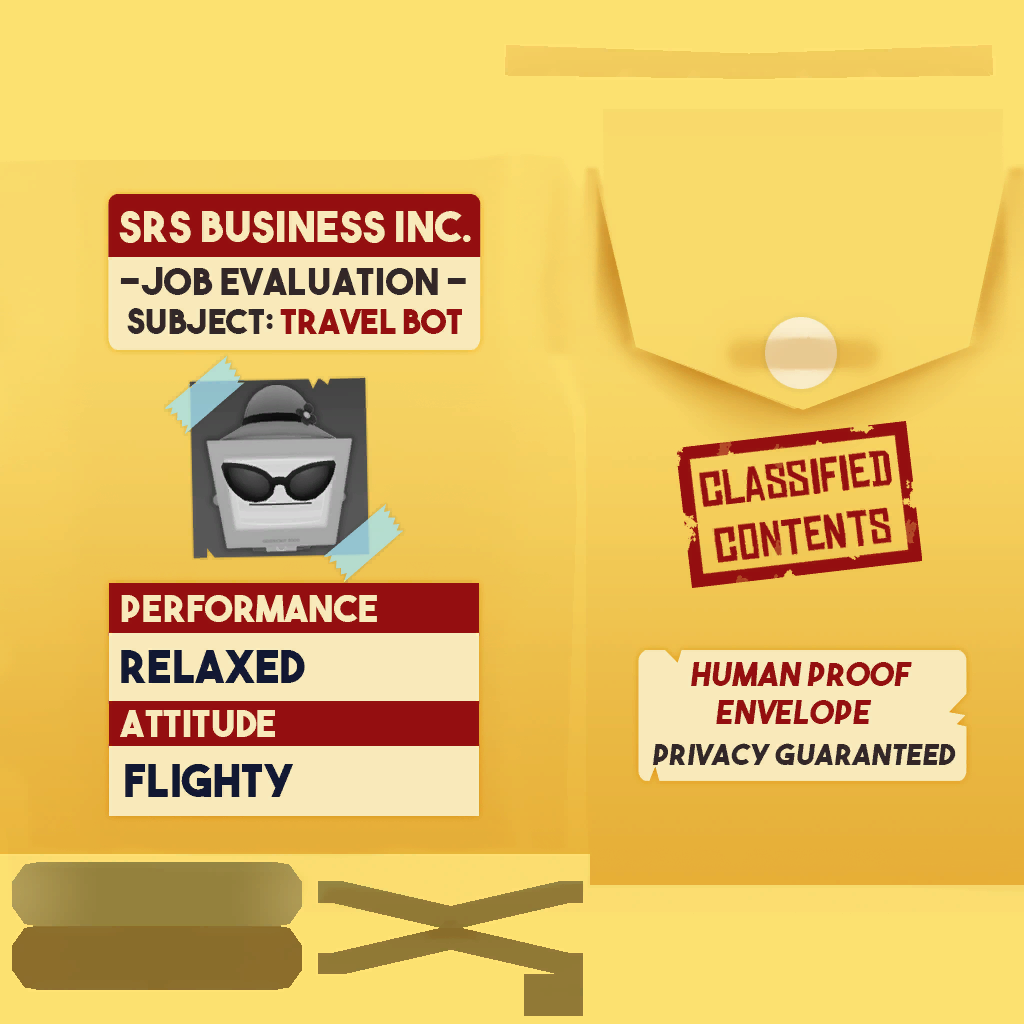 SRS BUSINESS INC.
-JOB EVALUATION -
SUBJECT: TRAVEL BOT
PERFORMANCE
RELAXED
ATTITUDE
FLIGHTY
CLASSIFIED
CONTENTS
HUMAN PROOF
ENVELOPE
PRIVACY GUARANTEED